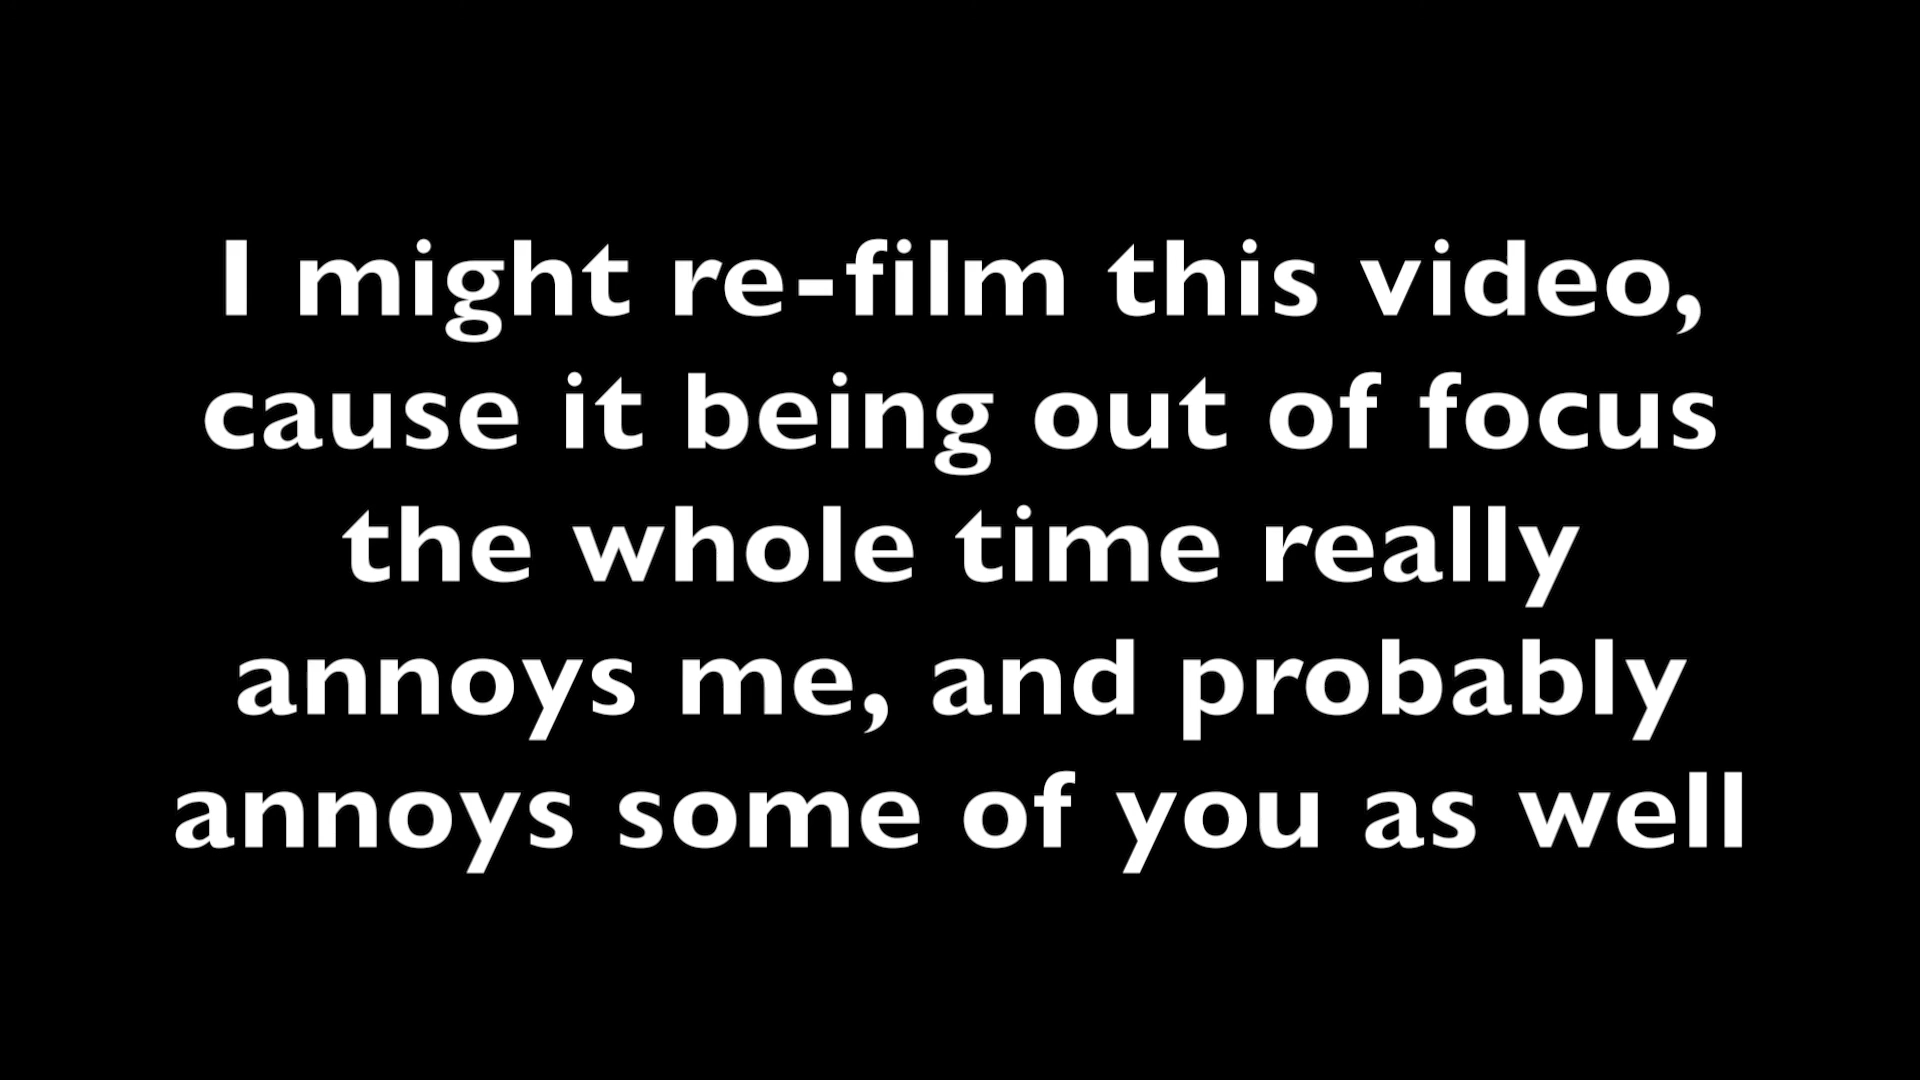 I might re-film this video,
cause it being out of focus
the whole time really
annoys me, and probably
annoys some of you as well